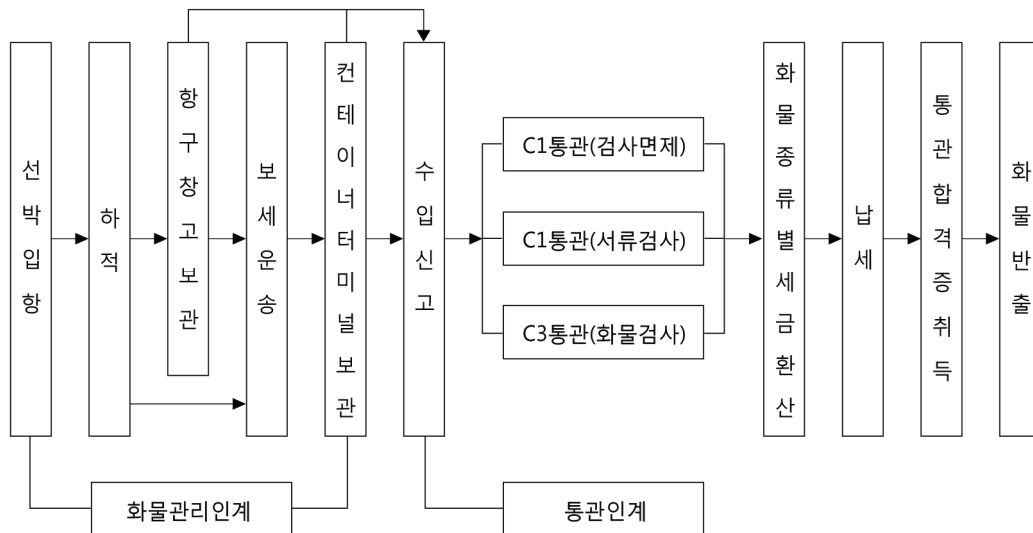 선박입항
하적
항구창고보관
보세운송
컨테이너터미널보관
수입신고
C1통관(검사면제)
C1통관(서류검사)
C3통관(화물검사)
화물종류별세금환산
납세
통관합격증취득
화물반출
화물관리인계
통관인계